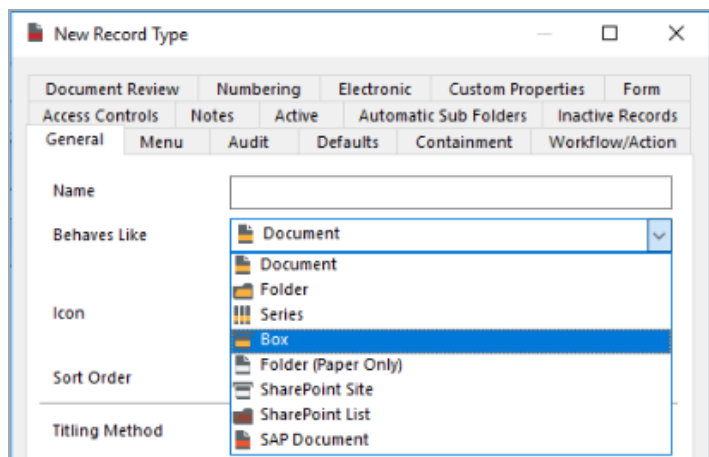 New Record Type
Document Review Numbering Electronic Custom Properties Form
Access Controls Notes Active Automatic Sub Folders Inactive Records
General Menu Audit Defaults Containment Workflow/Action
Name
Behaves Like Document
Document
Folder
Icon Series
Box
Folder (Paper Only)
Sort Order SharePoint Site
SharePoint List
Titling Method SAP Document